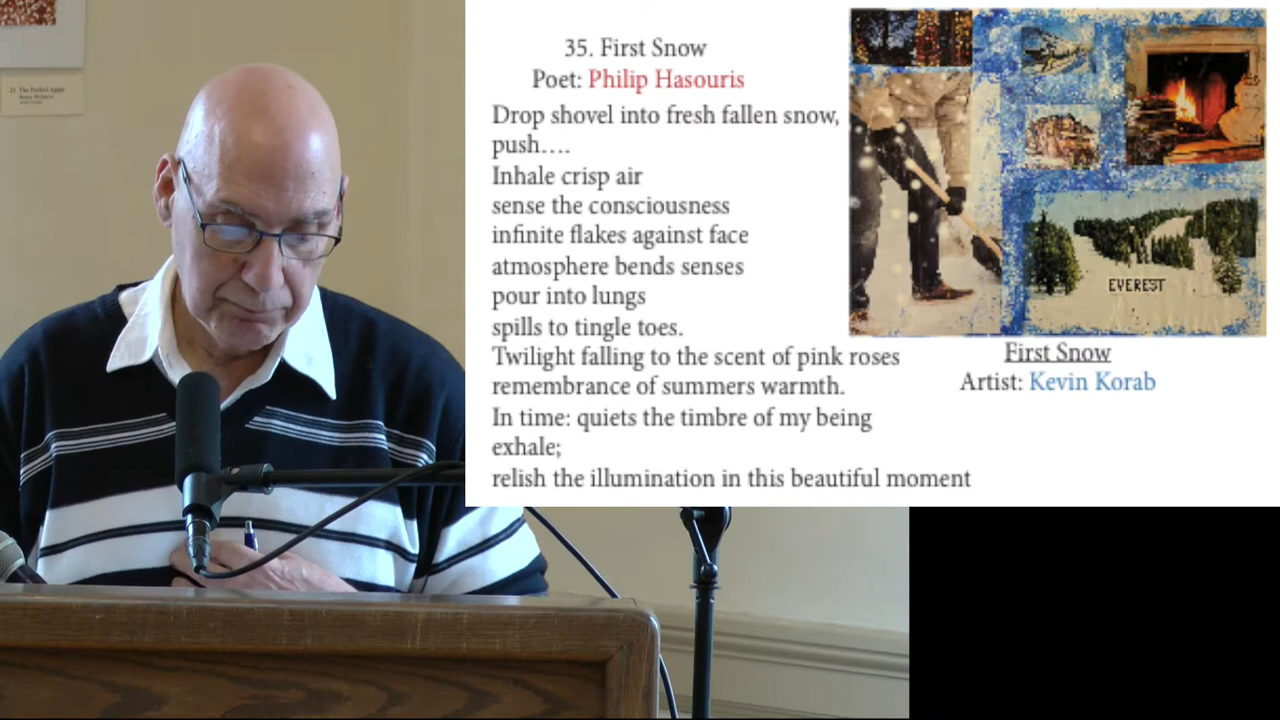 35. First Snow
Poet: Philip Hasouris
Drop shovel into fresh fallen snow,
push....
Inhale crisp air
sense the consciousness
infinite flakes against face
atmosphere bends senses
pour into lungs
spills to tingle toes.
Twilight falling to the scent of pink roses
remembrance of summers warmth.
In time: quiets the timbre of my being
exhale;
relish the illumination in this beautiful moment
EVEREST
First Snow
Artist: Kevin Korab
The Perfect Apple